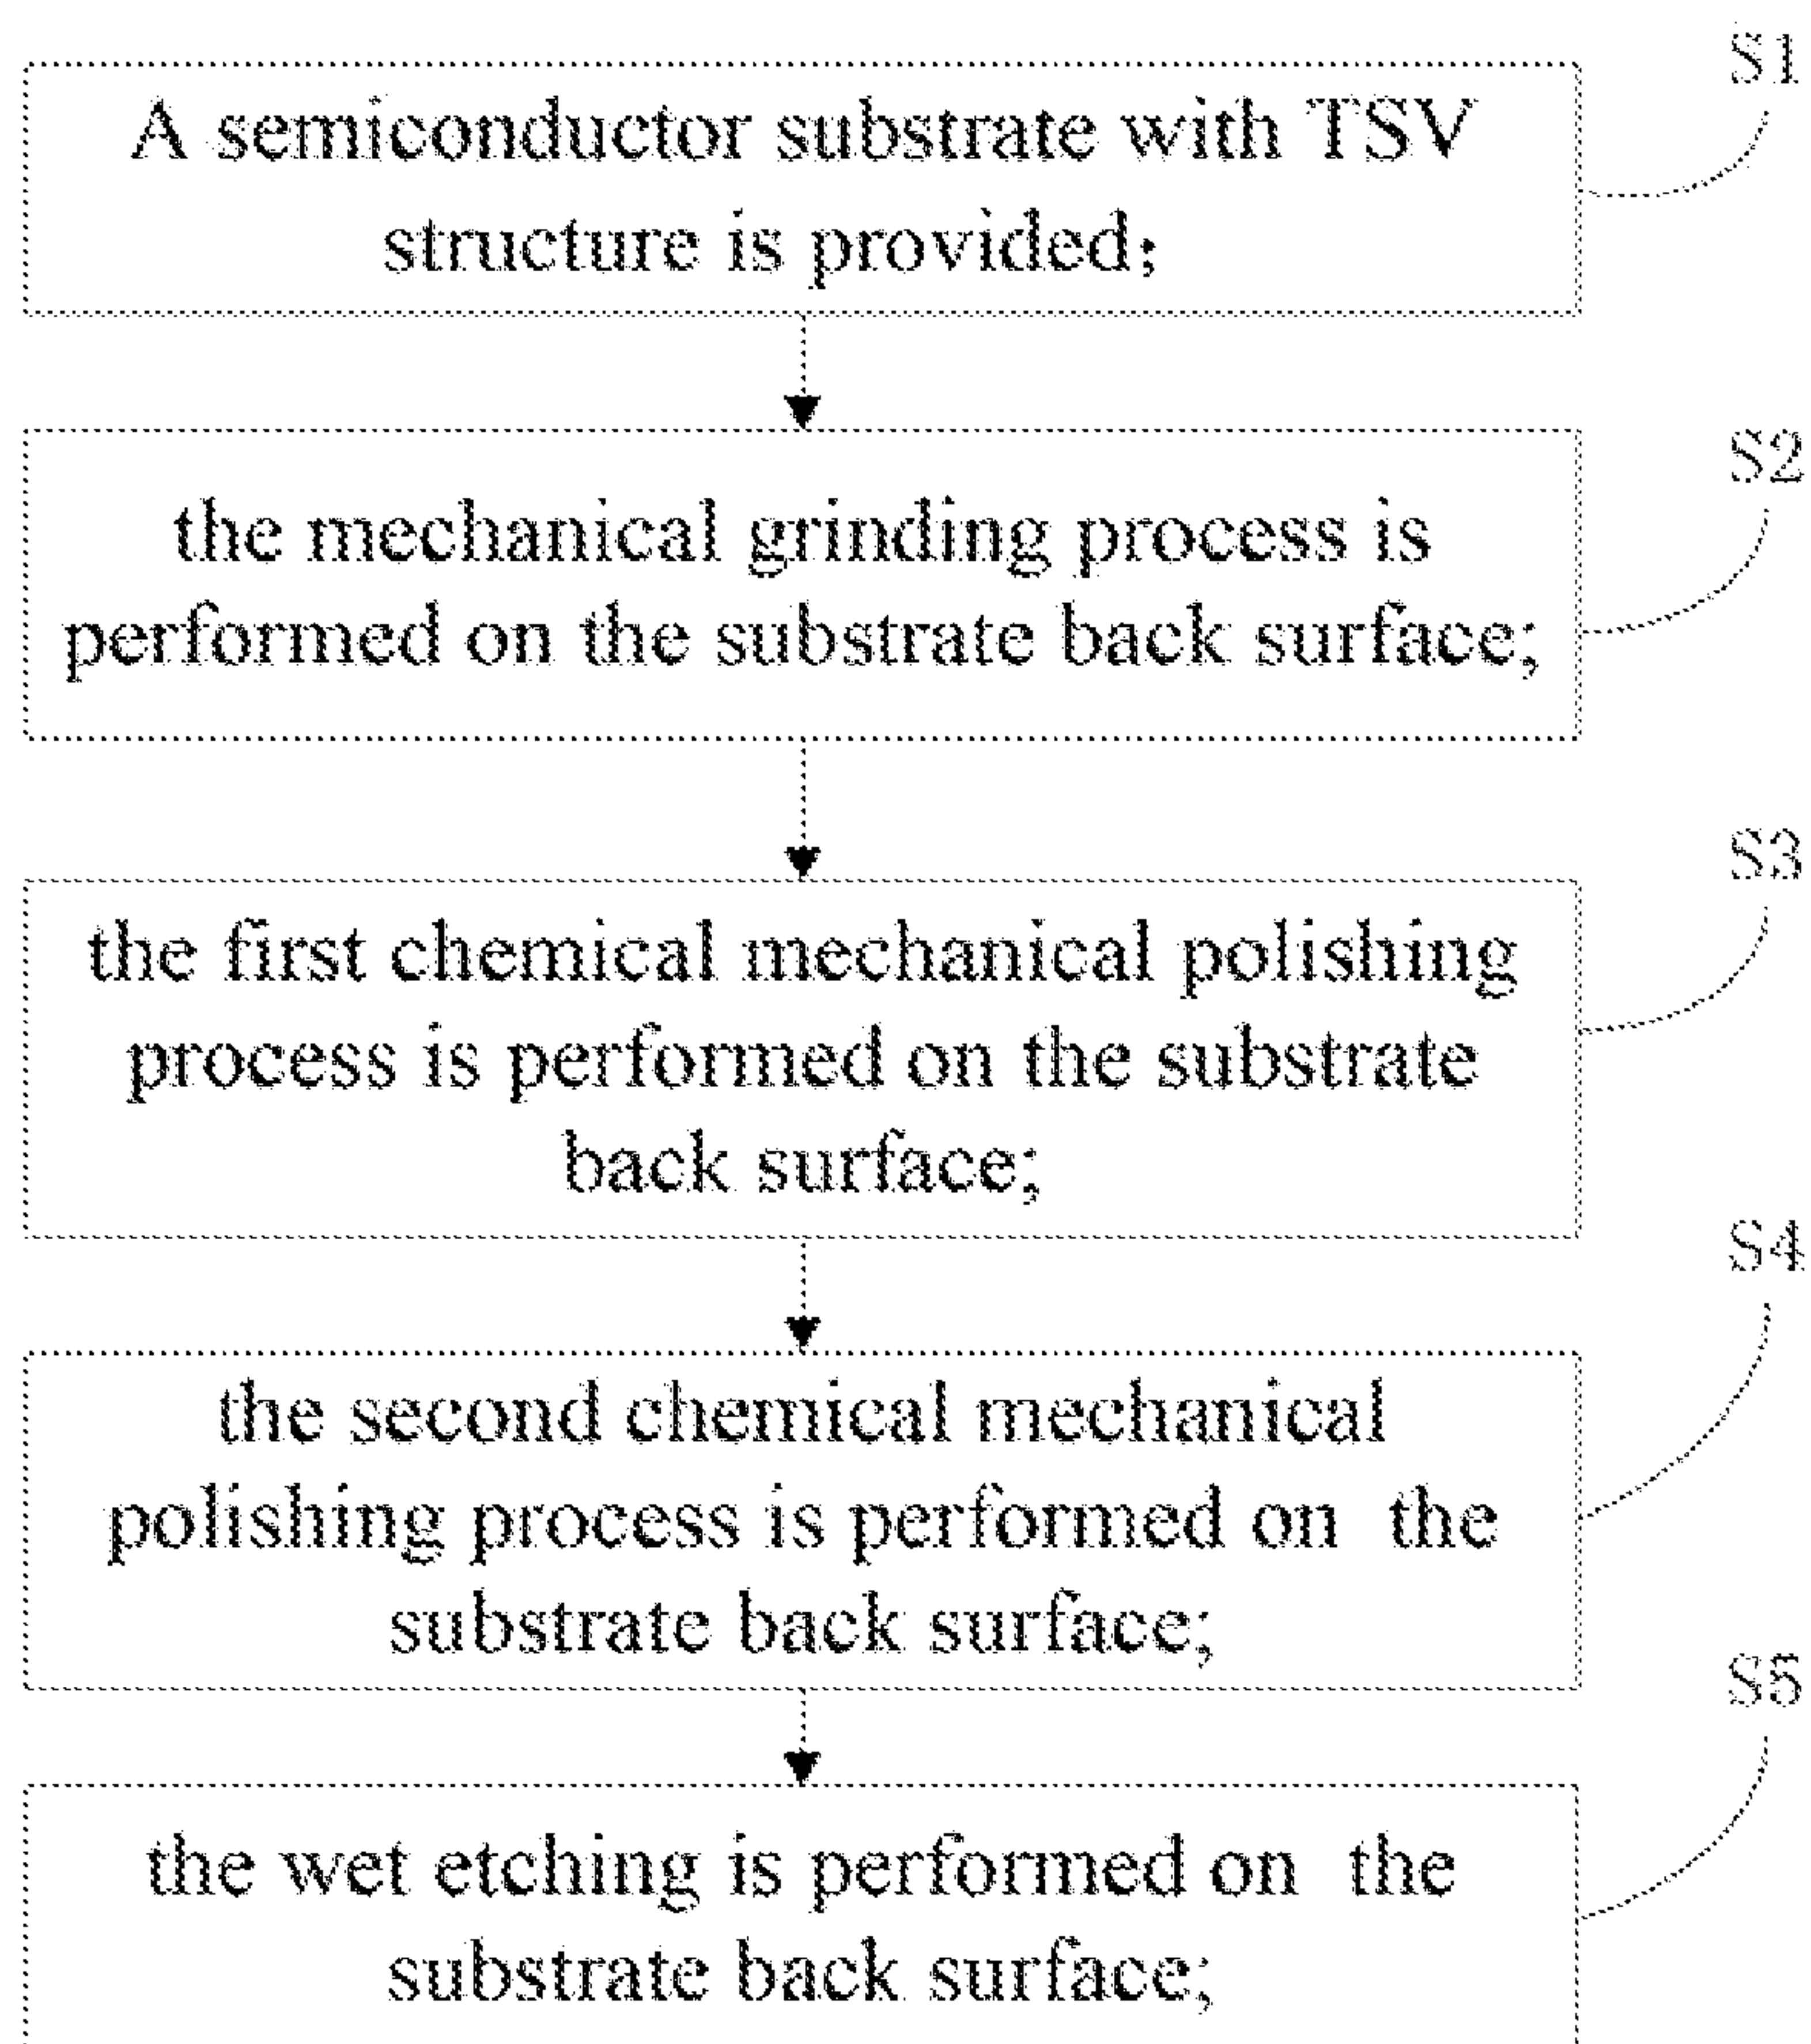 S1
A semiconductor substrate with TSV
structure is provided;
S2
the mechanical grinding process is
performed on the substrate back surface;
S3
the first chemical mechanical polishing
process is performed on the substrate
back surface;
S4
the second chemical mechanical
polishing process is performed on the
substrate back surface;
S5
the wet etching is performed on the
substrate back surface;